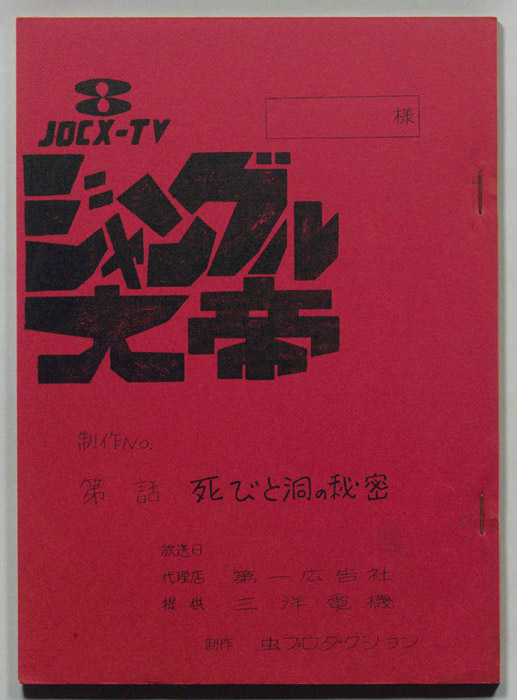 8
JOCX-TV
様
ジャングル
大帝
制作No.
第 話 死びと洞の秘密
放送日
代理店 第一広告社
提供 三洋電機
制作 虫プロダクション